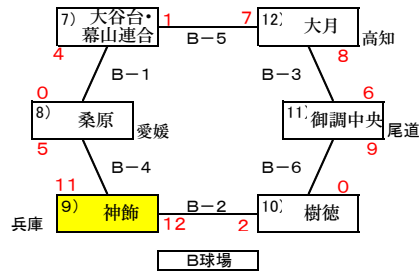 7) 大谷台・
幕山連合
1
B－5
7
12) 大月
高知
4
8
B－1
B－3
0
6
8) 桑原
愛媛
11) 御調中央
尾道
5
9
B－4
B－6
11
0
9) 神飾
兵庫
12
B－2
2
10) 樹徳
B球場